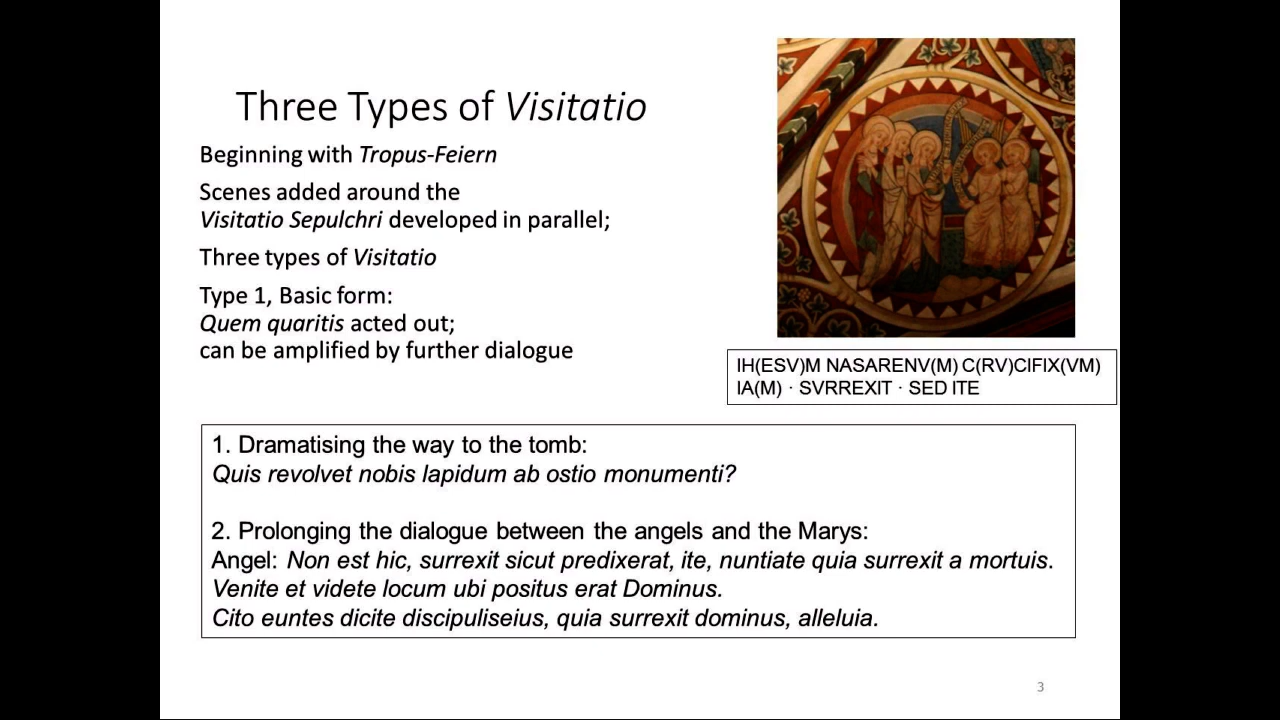 Three Types of Visitatio
Beginning with Tropus-Feiern
Scenes added around the
Visitatio Sepulchri developed in parallel;
Three types of Visitatio
Type 1, Basic form:
Quem quaritis acted out;
can be amplified by further dialogue
IH(ESV)M NASARENV(M) C(RV)CIFIX(VM)
IA(M) · SVRREXIT · SED ITE
1. Dramatising the way to the tomb:
Quis revolvet nobis lapidum ab ostio monumenti?
2. Prolonging the dialogue between the angels and the Marys:
Angel: Non est hic, surrexit sicut predixerat, ite, nuntiate quia surrexit a mortuis.
Venite et videte locum ubi positus erat Dominus.
Cito euntes dicite discipuliseius, quia surrexit dominus, alleluia.
3